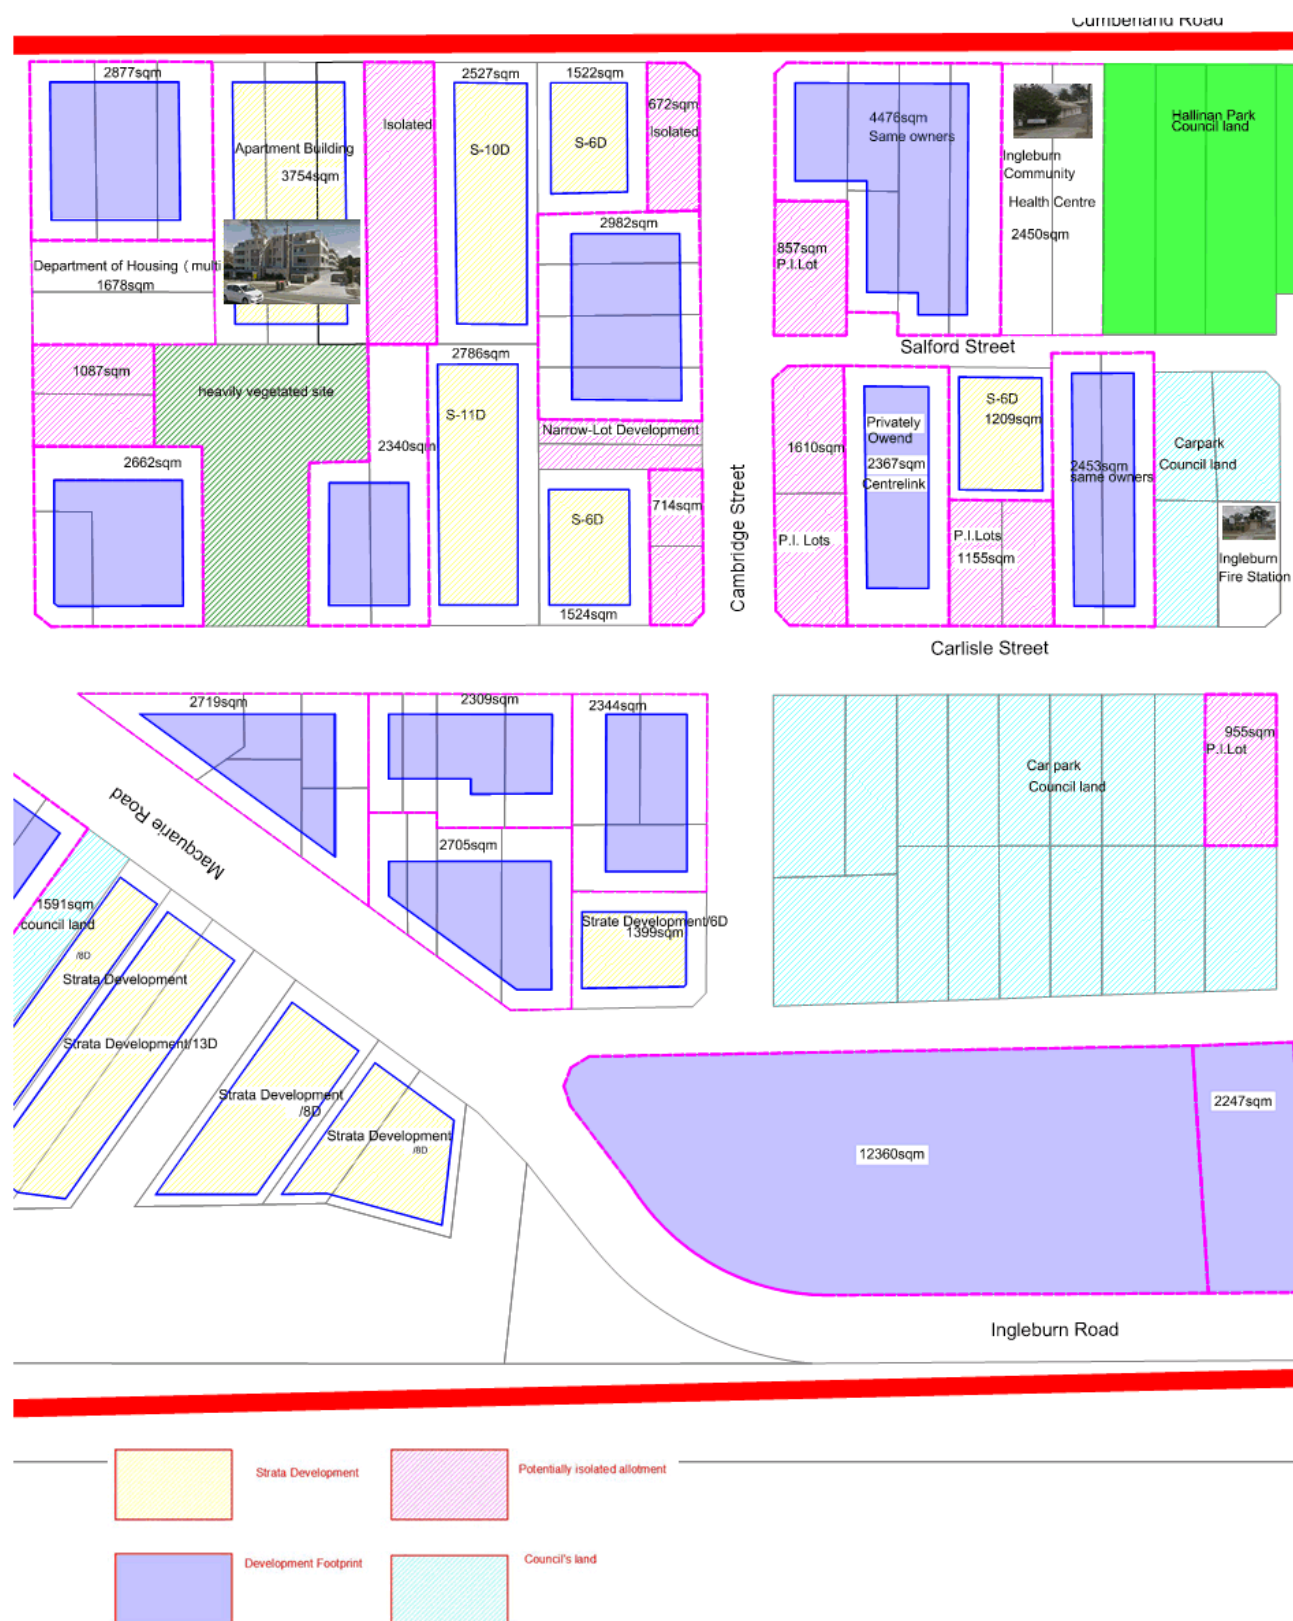 Cumberland Road
2877sqm
2527sqm
1522sqm
672sqm
Isolated
Isolated
Apartment Building
3754sqm
S-10D
S-6D
4476sqm
Same owners
Hallinan Park
Council land
Ingleburn
Community
Health Centre
2450sqm
2982sqm
857sqm
P.I.Lot
Department of Housing (multi
1678sqm
Salford Street
1087sqm
heavily vegetated site
2786sqm
S-11D
2340sqm
Narrow-Lot Development
2662sqm
S-6D
714sqm
1524sqm
Cambridge Street
1610sqm
P.I. Lots
Privately
Owend
2367sqm
Centrelink
S-6D
1209sqm
P.I.Lots
1155sqm
2453sqm
same owners
Carpark
Council land
Ingleburn
Fire Station
Carlisle Street
2719sqm
2309sqm
2344sqm
955sqm
P.I.Lot
Car park
Council land
Macquarie Road
2705sqm
Strate Development/6D
1399sqm
1591sqm
council land
/8D
Strata Development
Strata Development/13D
Strata Development
/8D
Strata Development
/8D
12360sqm
2247sqm
Ingleburn Road
Strata Development
Potentially isolated allotment
Development Footprint
Council's land